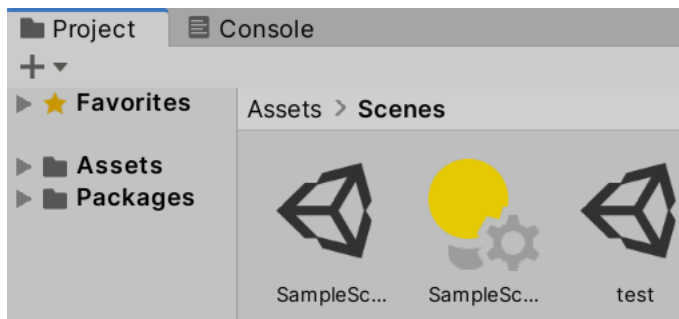 Project Console
Favorites
Assets > Scenes
Assets
Packages
SampleSc... SampleSc... test